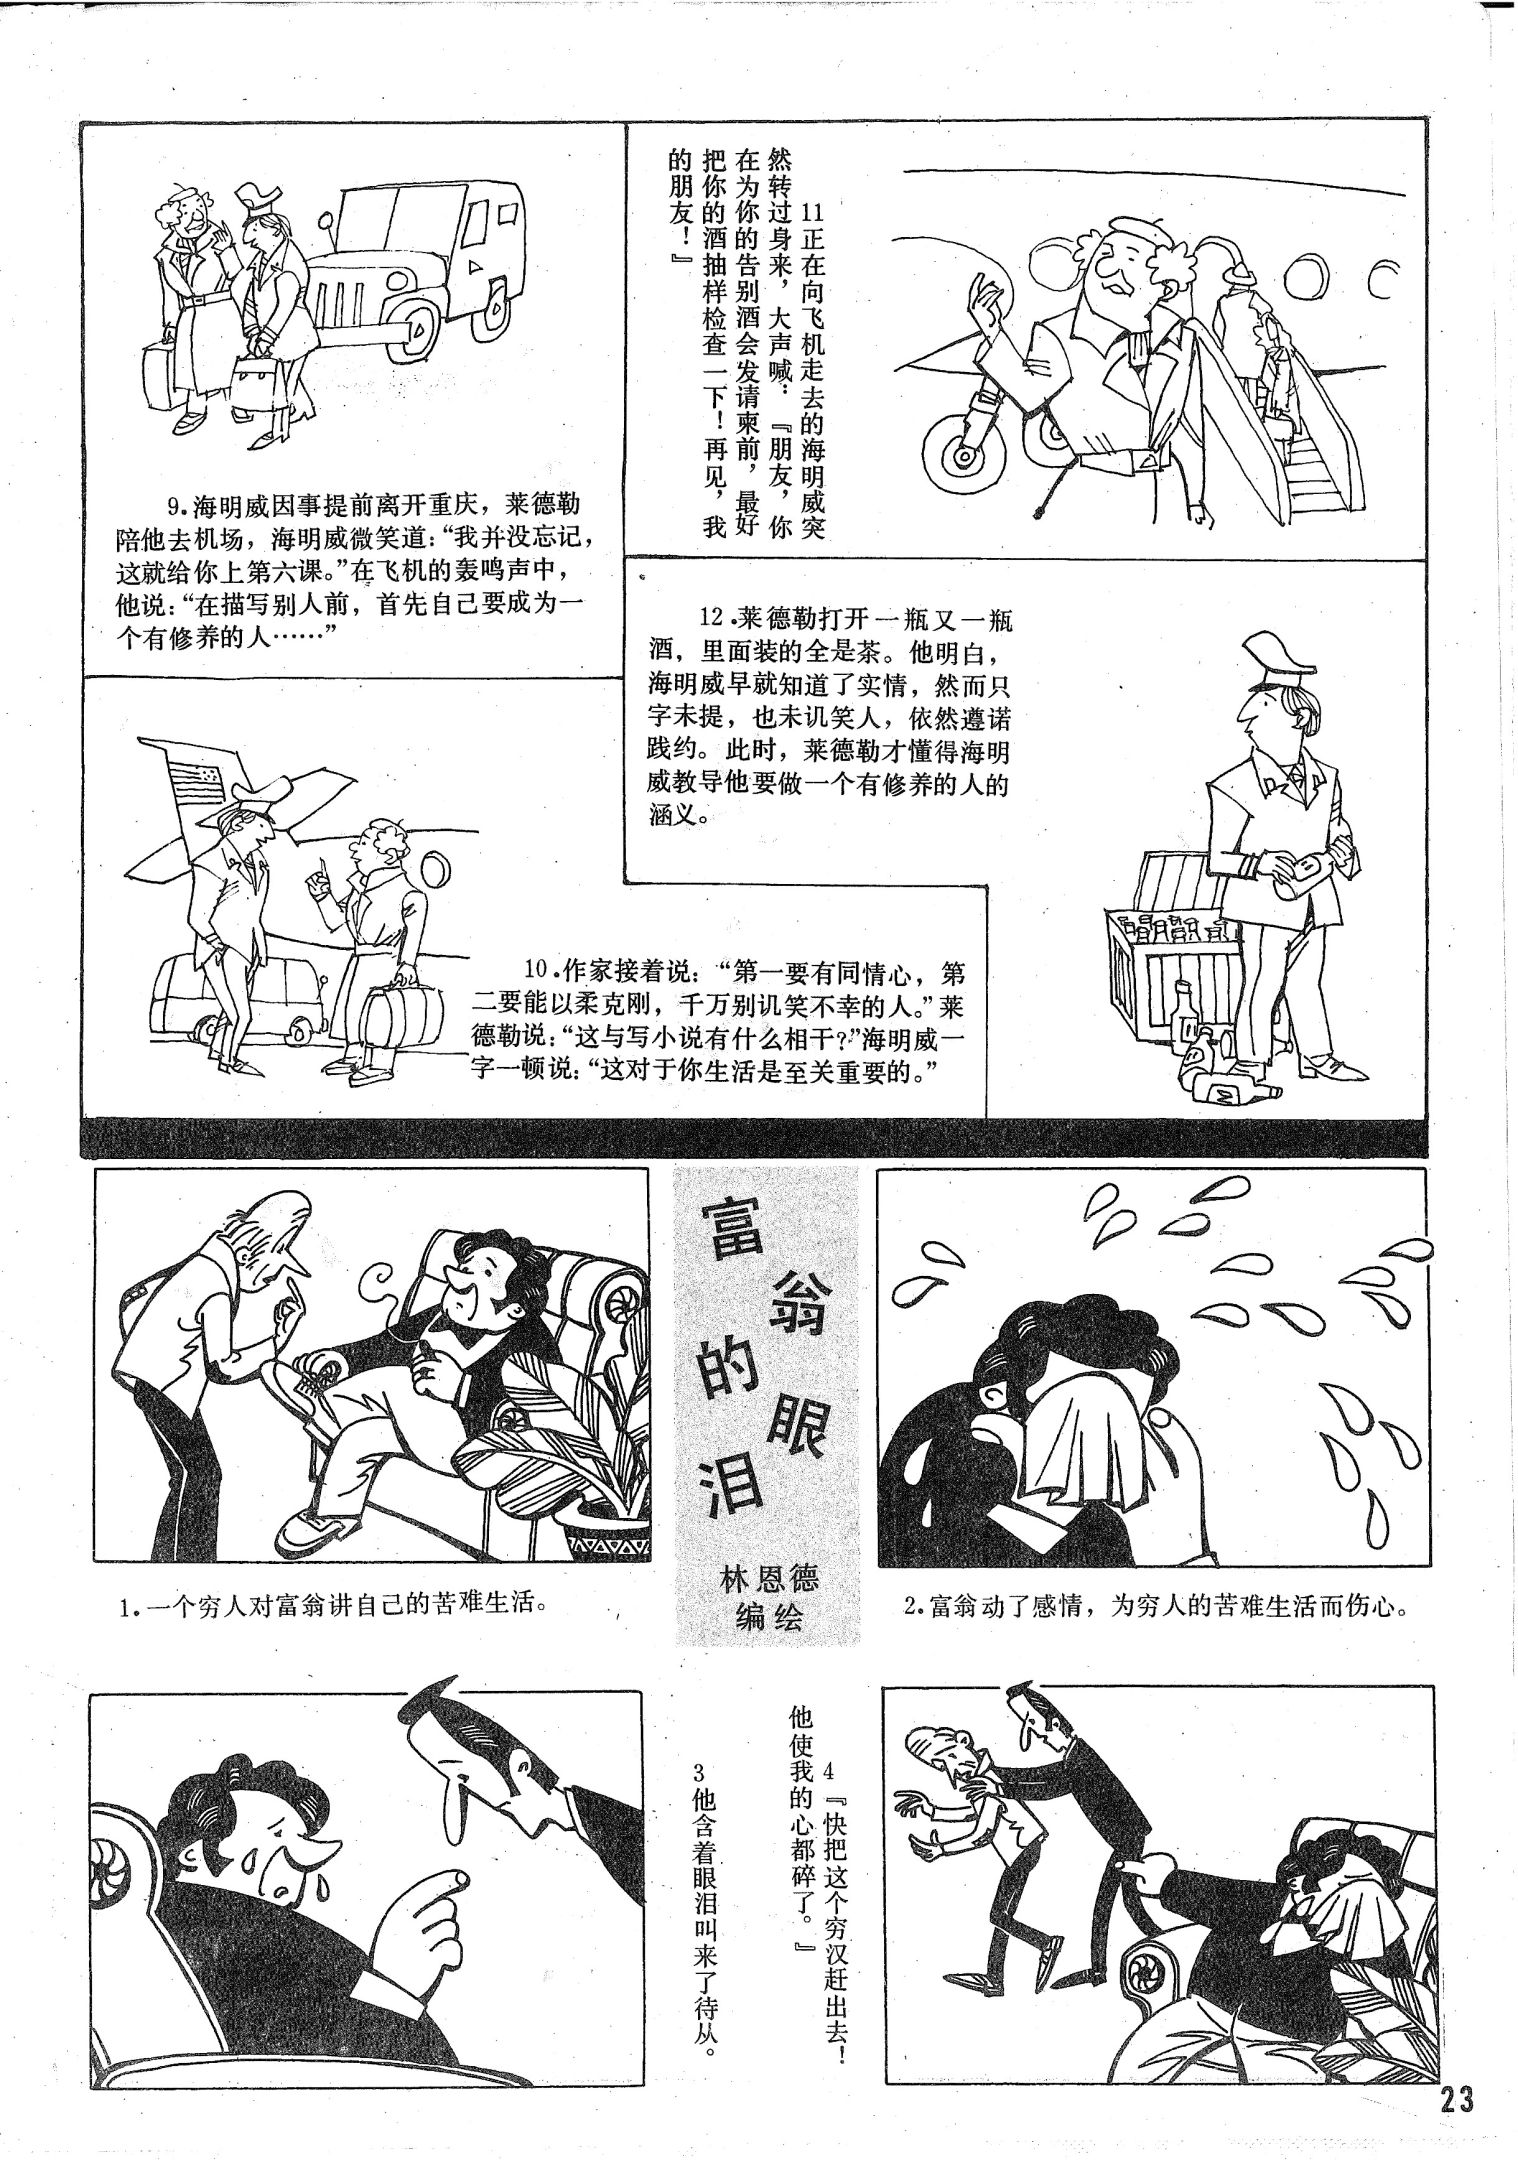 9.海明威因事提前离开重庆，莱德勒
陪他去机场，海明威微笑道：“我并没忘记，
这就给你上第六课。”在飞机的轰鸣声中，
他说：“在描写别人前，首先自己要成为一
个有修养的人……”
10.作家接着说：“第一要有同情心，第
二要能以柔克刚，千万别讥笑不幸的人。”莱
德勒说：“这与写小说有什么相干？”海明威一
字一顿说：“这对于你生活是至关重要的。”
11正在向飞机走去的海明威突
然转过身来，大声喊：『朋友，你
在为你的告别酒会发请柬前，最好
把你的酒抽样检查一下！再见，我
的朋友！』
12.莱德勒打开一瓶又一瓶
酒，里面装的全是茶。他明白，
海明威早就知道了实情，然而只
字未提，也未讥笑人，依然遵诺
践约。此时，莱德勒才懂得海明
威教导他要做一个有修养的人的
涵义。
富翁的眼泪
林恩德
编绘
1.一个穷人对富翁讲自己的苦难生活。
2.富翁动了感情，为穷人的苦难生活而伤心。
3他含着眼泪叫来了待从。
4『快把这个穷汉赶出去！
他使我的心都碎了。』
23